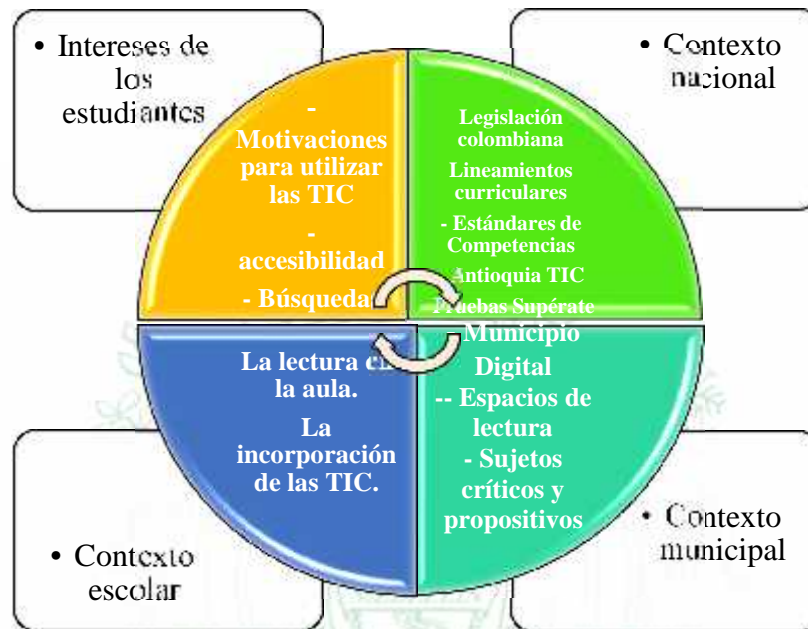 • Intereses de
los
estudiantes
-
Motivaciones
para utilizar
las TIC
-
accesibilidad
- Búsqueda
• Contexto
nacional
Legislación
colombiana
Lineamientos
curriculares
- Estándares de
Competencias
Antioquia TIC
Pruebas Supérate
La lectura en
la aula.
La
incorporación
de las TIC.
• Contexto
escolar
- Municipio
Digital
-- Espacios de
lectura
- Sujetos
críticos y
propositivos
• Contexto
municipal